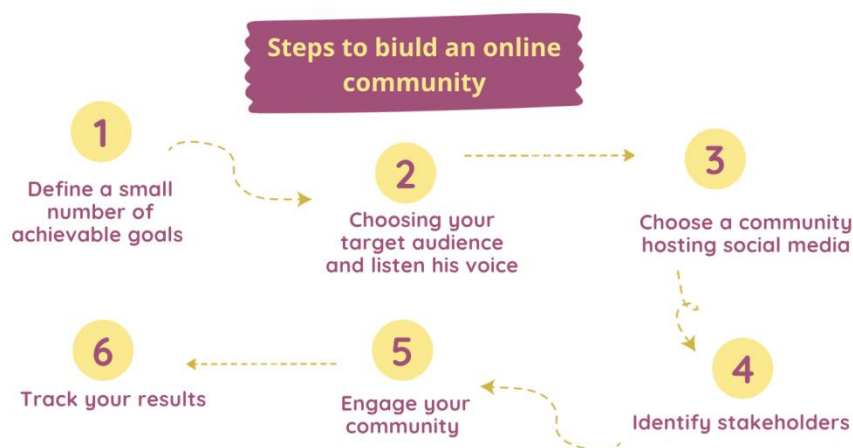 Steps to biuld an online
community
1
Define a small
number of
achievable goals
2
Choosing your
target audience
and listen his voice
3
Choose a community
hosting social media
4
Identify stakeholders
5
Engage your
community
6
Track your results